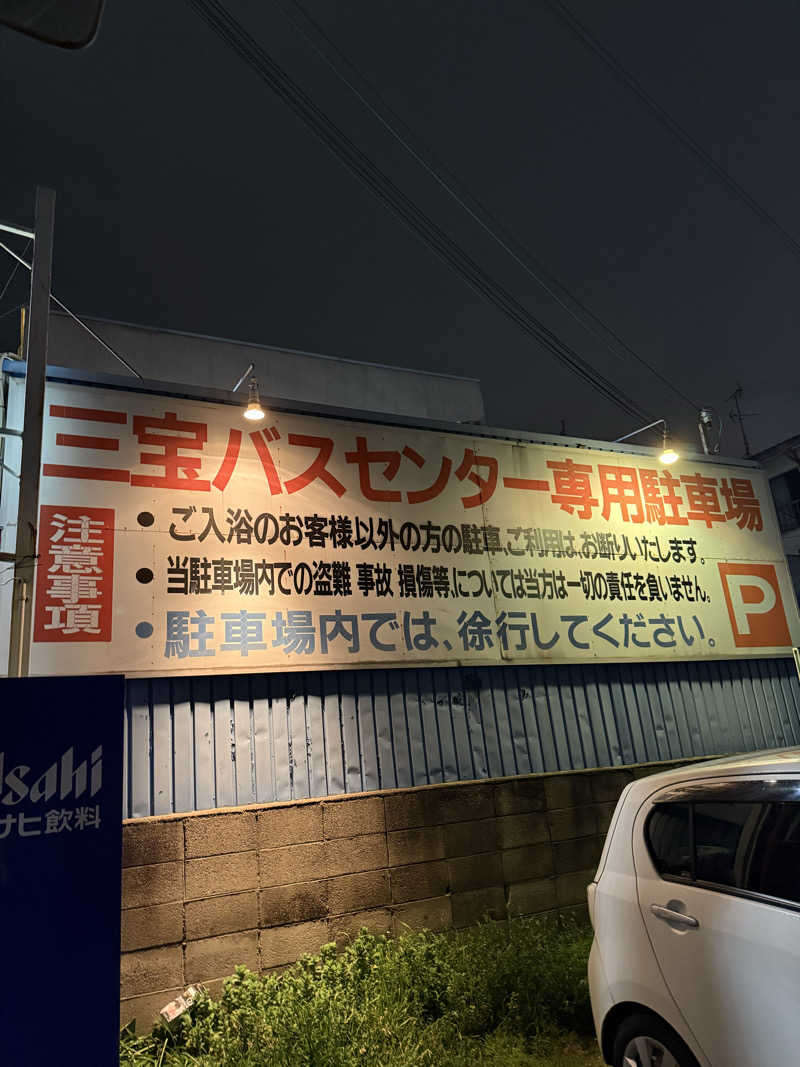 三宝バスセンター専用駐車場
注意事項
・ご入浴のお客様以外の方の駐車、ご利用は、お断りいたします。
・当駐車場内での盗難 事故 損傷等、については当方は一切の責任を負いません。
・駐車場内では、徐行してください。
P
Asahi
サヒ飲料